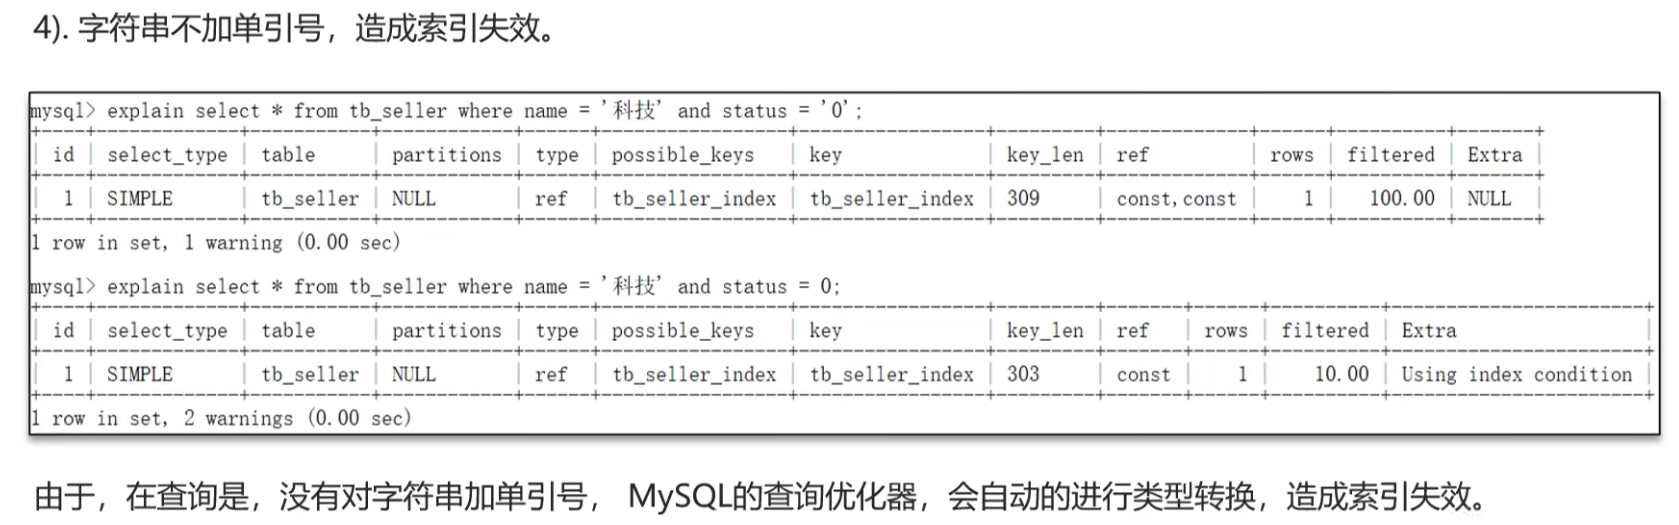 4). 字符串不加单引号，造成索引失效。
mysql> explain select * from tb_seller where name = '科技' and status = '0';
+----+-------------+-----------+------------+------+-----------------+-----------------+---------+-------------+------+----------+-------+
| id | select_type | table | partitions | type | possible_keys | key | key_len | ref | rows | filtered | Extra |
+----+-------------+-----------+------------+------+-----------------+-----------------+---------+-------------+------+----------+-------+
| 1 | SIMPLE | tb_seller | NULL | ref | tb_seller_index | tb_seller_index | 309 | const,const | 1 | 100.00 | NULL |
+----+-------------+-----------+------------+------+-----------------+-----------------+---------+-------------+------+----------+-------+
1 row in set, 1 warning (0.00 sec)
mysql> explain select * from tb_seller where name = '科技' and status = 0;
+----+-------------+-----------+------------+------+-----------------+-----------------+---------+-------+------+----------+-----------------------+
| id | select_type | table | partitions | type | possible_keys | key | key_len | ref | rows | filtered | Extra |
+----+-------------+-----------+------------+------+-----------------+-----------------+---------+-------+------+----------+-----------------------+
| 1 | SIMPLE | tb_seller | NULL | ref | tb_seller_index | tb_seller_index | 303 | const | 1 | 10.00 | Using index condition |
+----+-------------+-----------+------------+------+-----------------+-----------------+---------+-------+------+----------+-----------------------+
1 row in set, 2 warnings (0.00 sec)
由于，在查询是，没有对字符串加单引号， MySQL的查询优化器，会自动的进行类型转换，造成索引失效。